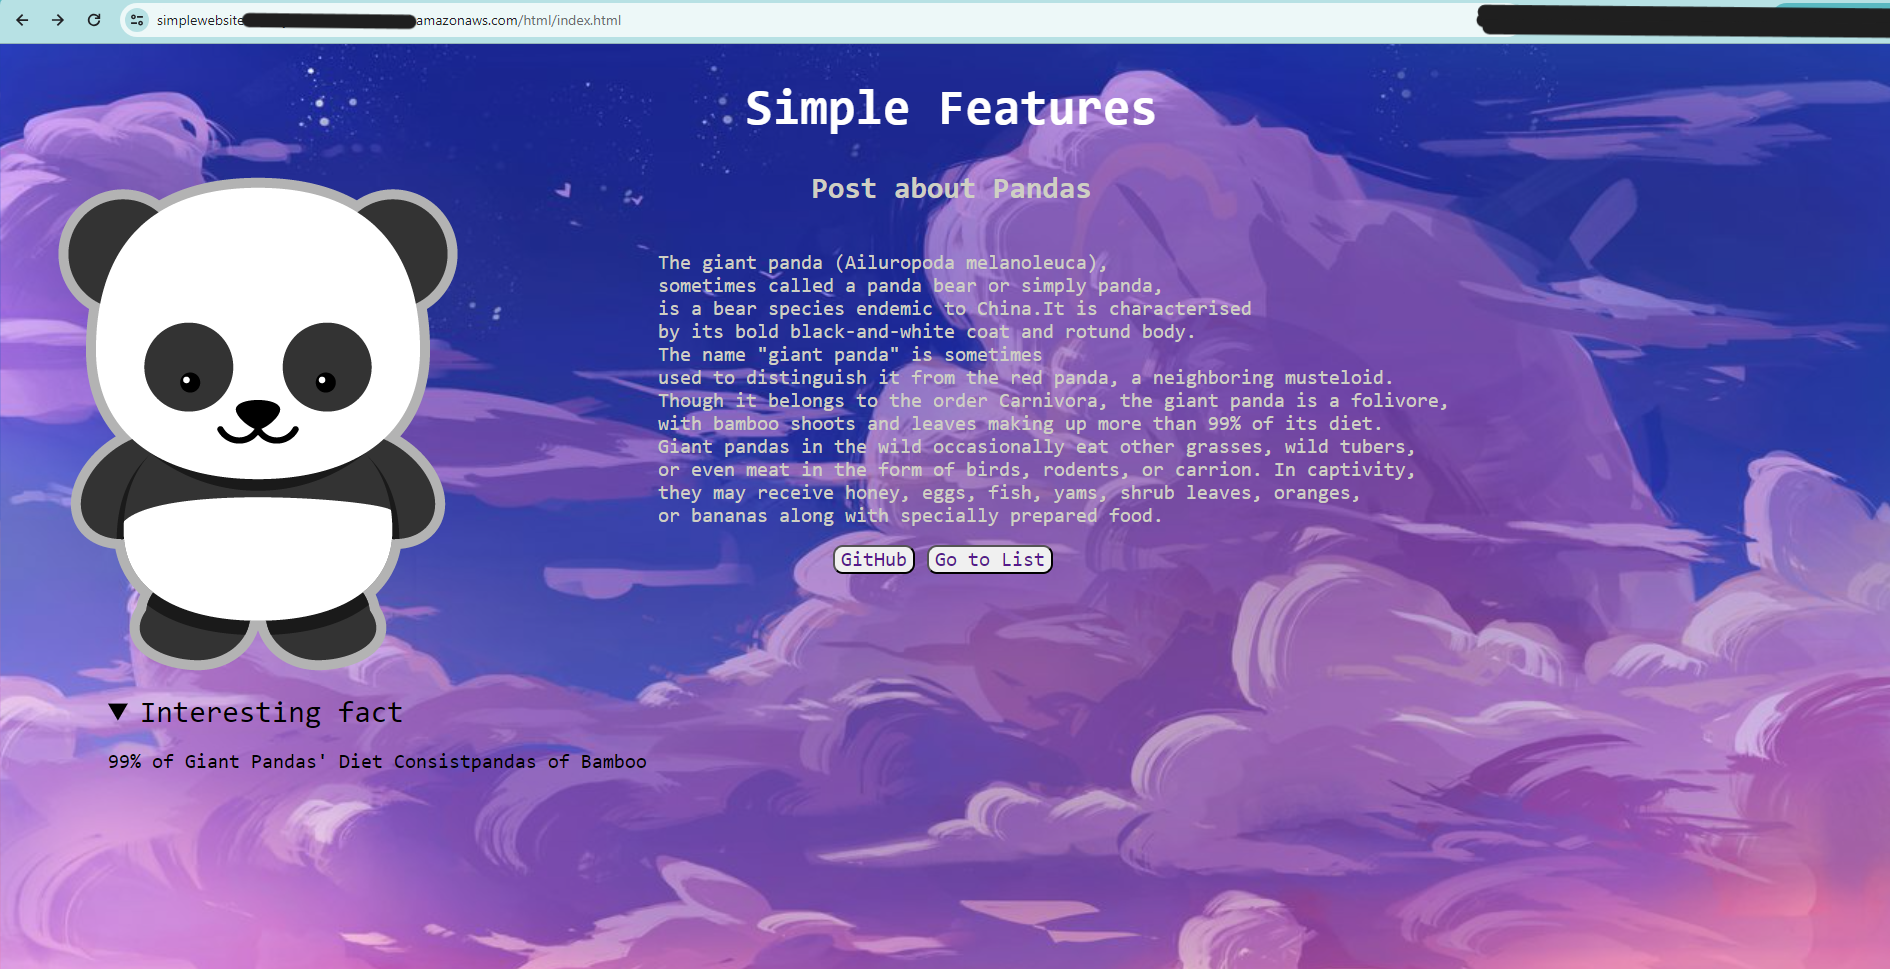 simplewebsite amazonaws.com/html/index.html
Simple Features
Post about Pandas
The giant panda (Ailuropoda melanoleuca),
sometimes called a panda bear or simply panda,
is a bear species endemic to China.It is characterised
by its bold black-and-white coat and rotund body.
The name "giant panda" is sometimes
used to distinguish it from the red panda, a neighboring musteloid.
Though it belongs to the order Carnivora, the giant panda is a folivore,
with bamboo shoots and leaves making up more than 99% of its diet.
Giant pandas in the wild occasionally eat other grasses, wild tubers,
or even meat in the form of birds, rodents, or carrion. In captivity,
they may receive honey, eggs, fish, yams, shrub leaves, oranges,
or bananas along with specially prepared food.
GitHub Go to List
▼ Interesting fact
99% of Giant Pandas' Diet Consistpandas of Bamboo